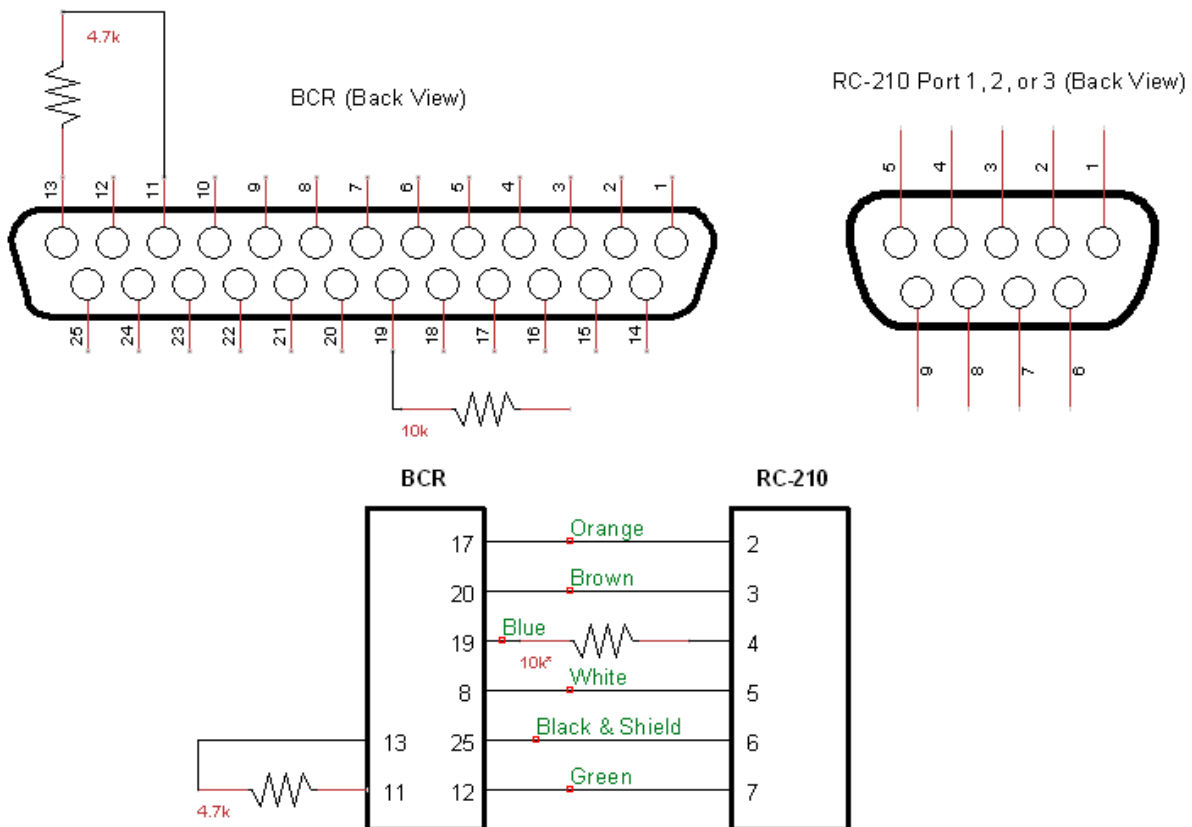 4.7k
BCR (Back View)
RC-210 Port 1, 2, or 3 (Back View)
13 12 11 10 9 8 7 6 5 4 3 2 1
5 4 3 2 1
25 24 23 22 21 20 19 18 17 16 15 14
9 8 7 6
10k
BCR RC-210
17 Orange 2
20 Brown 3
19 Blue 10k* 4
8 White 5
13 25 Black & Shield 6
4.7k 11 12 Green 7